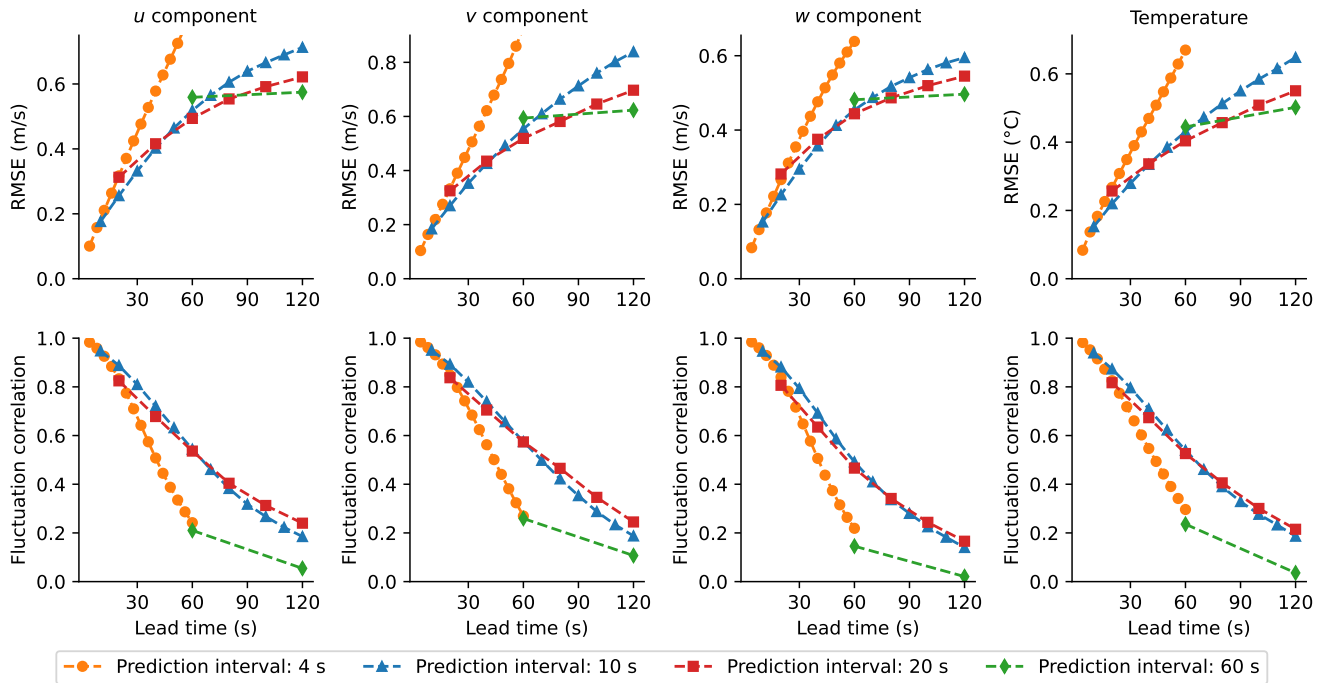 u component
v component
w component
Temperature
RMSE (m/s)
0.6
0.4
0.2
0.0
30 60 90 120
RMSE (m/s)
0.8
0.6
0.4
0.2
0.0
30 60 90 120
RMSE (m/s)
0.6
0.4
0.2
0.0
30 60 90 120
RMSE (°C)
0.6
0.4
0.2
0.0
30 60 90 120
Fluctuation correlation
1.0
0.8
0.6
0.4
0.2
0.0
30 60 90 120
Lead time (s)
Fluctuation correlation
1.0
0.8
0.6
0.4
0.2
0.0
30 60 90 120
Lead time (s)
Fluctuation correlation
1.0
0.8
0.6
0.4
0.2
0.0
30 60 90 120
Lead time (s)
Fluctuation correlation
1.0
0.8
0.6
0.4
0.2
0.0
30 60 90 120
Lead time (s)
Prediction interval: 4 s
Prediction interval: 10 s
Prediction interval: 20 s
Prediction interval: 60 s